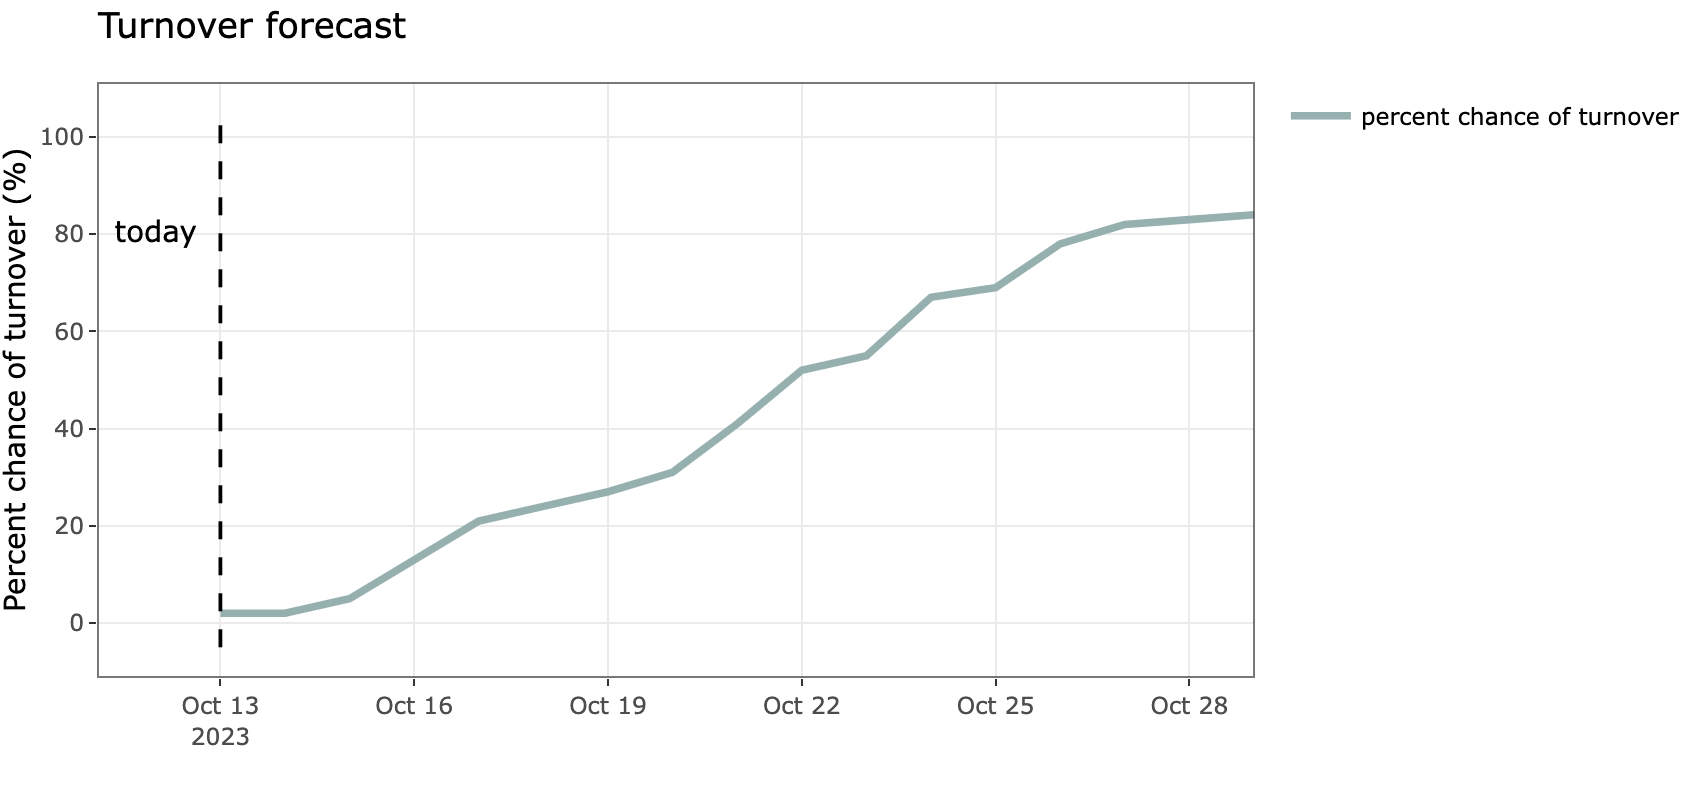 Turnover forecast
percent chance of turnover
Percent chance of turnover (%)
100
80
60
40
20
0
today
Oct 13
2023
Oct 16
Oct 19
Oct 22
Oct 25
Oct 28